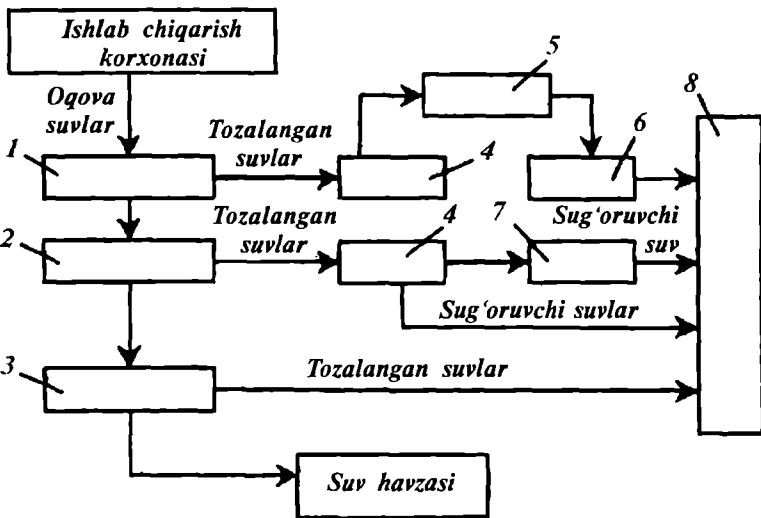 Ishlab chiqarish
korxonasi
Oqova
suvlar
1
Tozalangan
suvlar
4
5
6
8
2
Tozalangan
suvlar
4
7
Sug‘oruvchi
suv
Sug‘oruvchi suvlar
3
Tozalangan suvlar
Suv havzasi